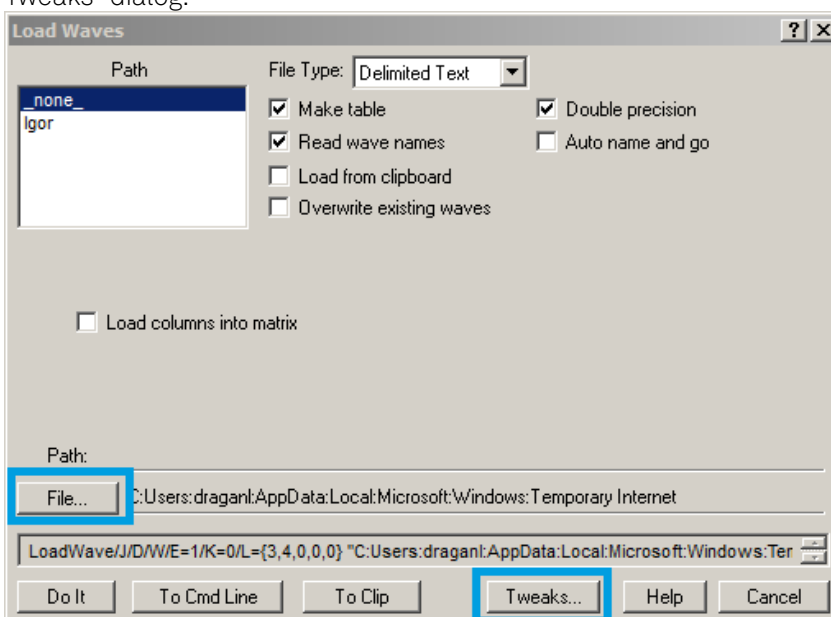 Tweaks" dialog.
Load Waves
Path
File Type: Delimited Text
_none_
Igor
Make table
Double precision
Read wave names
Auto name and go
Load from clipboard
Overwrite existing waves
Load columns into matrix
Path:
File... C:Users:draganl:AppData:Local:Microsoft:Windows:Temporary Internet
LoadWave/J/D/W/E=1/K=0/L={3,4,0,0,0} "C:Users:draganl:AppData:Local:Microsoft:Windows:Ter
Do It To Cmd Line To Clip Tweaks... Help Cancel